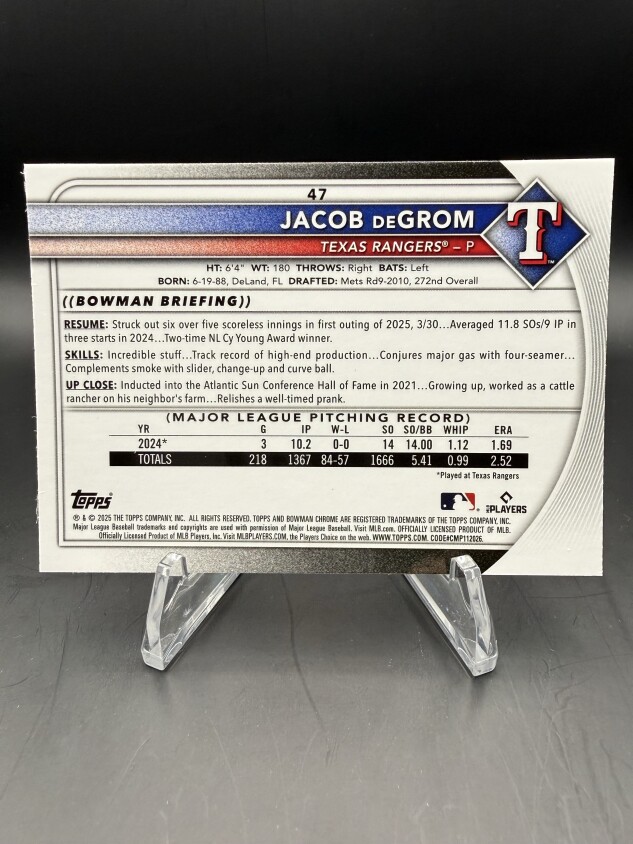 47
JACOB DEGROM
TEXAS RANGERS® – P
T ™
HT: 6'4" WT: 180 THROWS: Right BATS: Left
BORN: 6-19-88, DeLand, FL DRAFTED: Mets Rd9-2010, 272nd Overall
((BOWMAN BRIEFING))
RESUME: Struck out six over five scoreless innings in first outing of 2025, 3/30...Averaged 11.8 SOs/9 IP in
three starts in 2024...Two-time NL Cy Young Award winner.
SKILLS: Incredible stuff...Track record of high-end production...Conjures major gas with four-seamer...
Complements smoke with slider, change-up and curve ball.
UP CLOSE: Inducted into the Atlantic Sun Conference Hall of Fame in 2021...Growing up, worked as a cattle
rancher on his neighbor's farm...Relishes a well-timed prank.
(MAJOR LEAGUE PITCHING RECORD)
YR G IP W-L SO SO/BB WHIP ERA
2024* 3 10.2 0-0 14 14.00 1.12 1.69
TOTALS 218 1367 84-57 1666 5.41 0.99 2.52
*Played at Texas Rangers
Topps®
PLAYERS
® & © 2025 THE TOPPS COMPANY, INC. ALL RIGHTS RESERVED. TOPPS AND BOWMAN CHROME ARE REGISTERED TRADEMARKS OF THE TOPPS COMPANY, INC.
Major League Baseball trademarks and copyrights are used with permission of Major League Baseball. Visit MLB.com. OFFICIALLY LICENSED PRODUCT OF MLB.
Officially Licensed Product of MLB Players, Inc. Visit MLBPLAYERS.COM, the Players Choice on the web. WWW.TOPPS.COM. CODE#CMP112026.